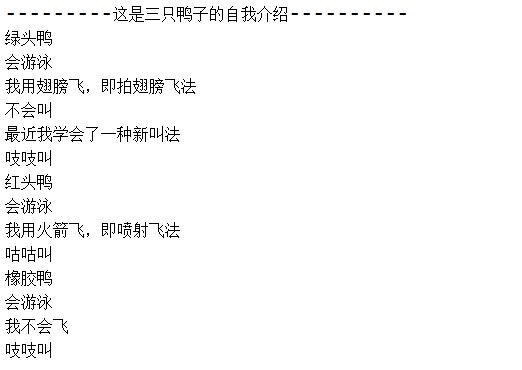 ---------这是三只鸭子的自我介绍----------
绿头鸭
会游泳
我用翅膀飞，即拍翅膀飞法
不会叫
最近我学会了一种新叫法
吱吱叫
红头鸭
会游泳
我用火箭飞，即喷射飞法
咕咕叫
橡胶鸭
会游泳
我不会飞
吱吱叫